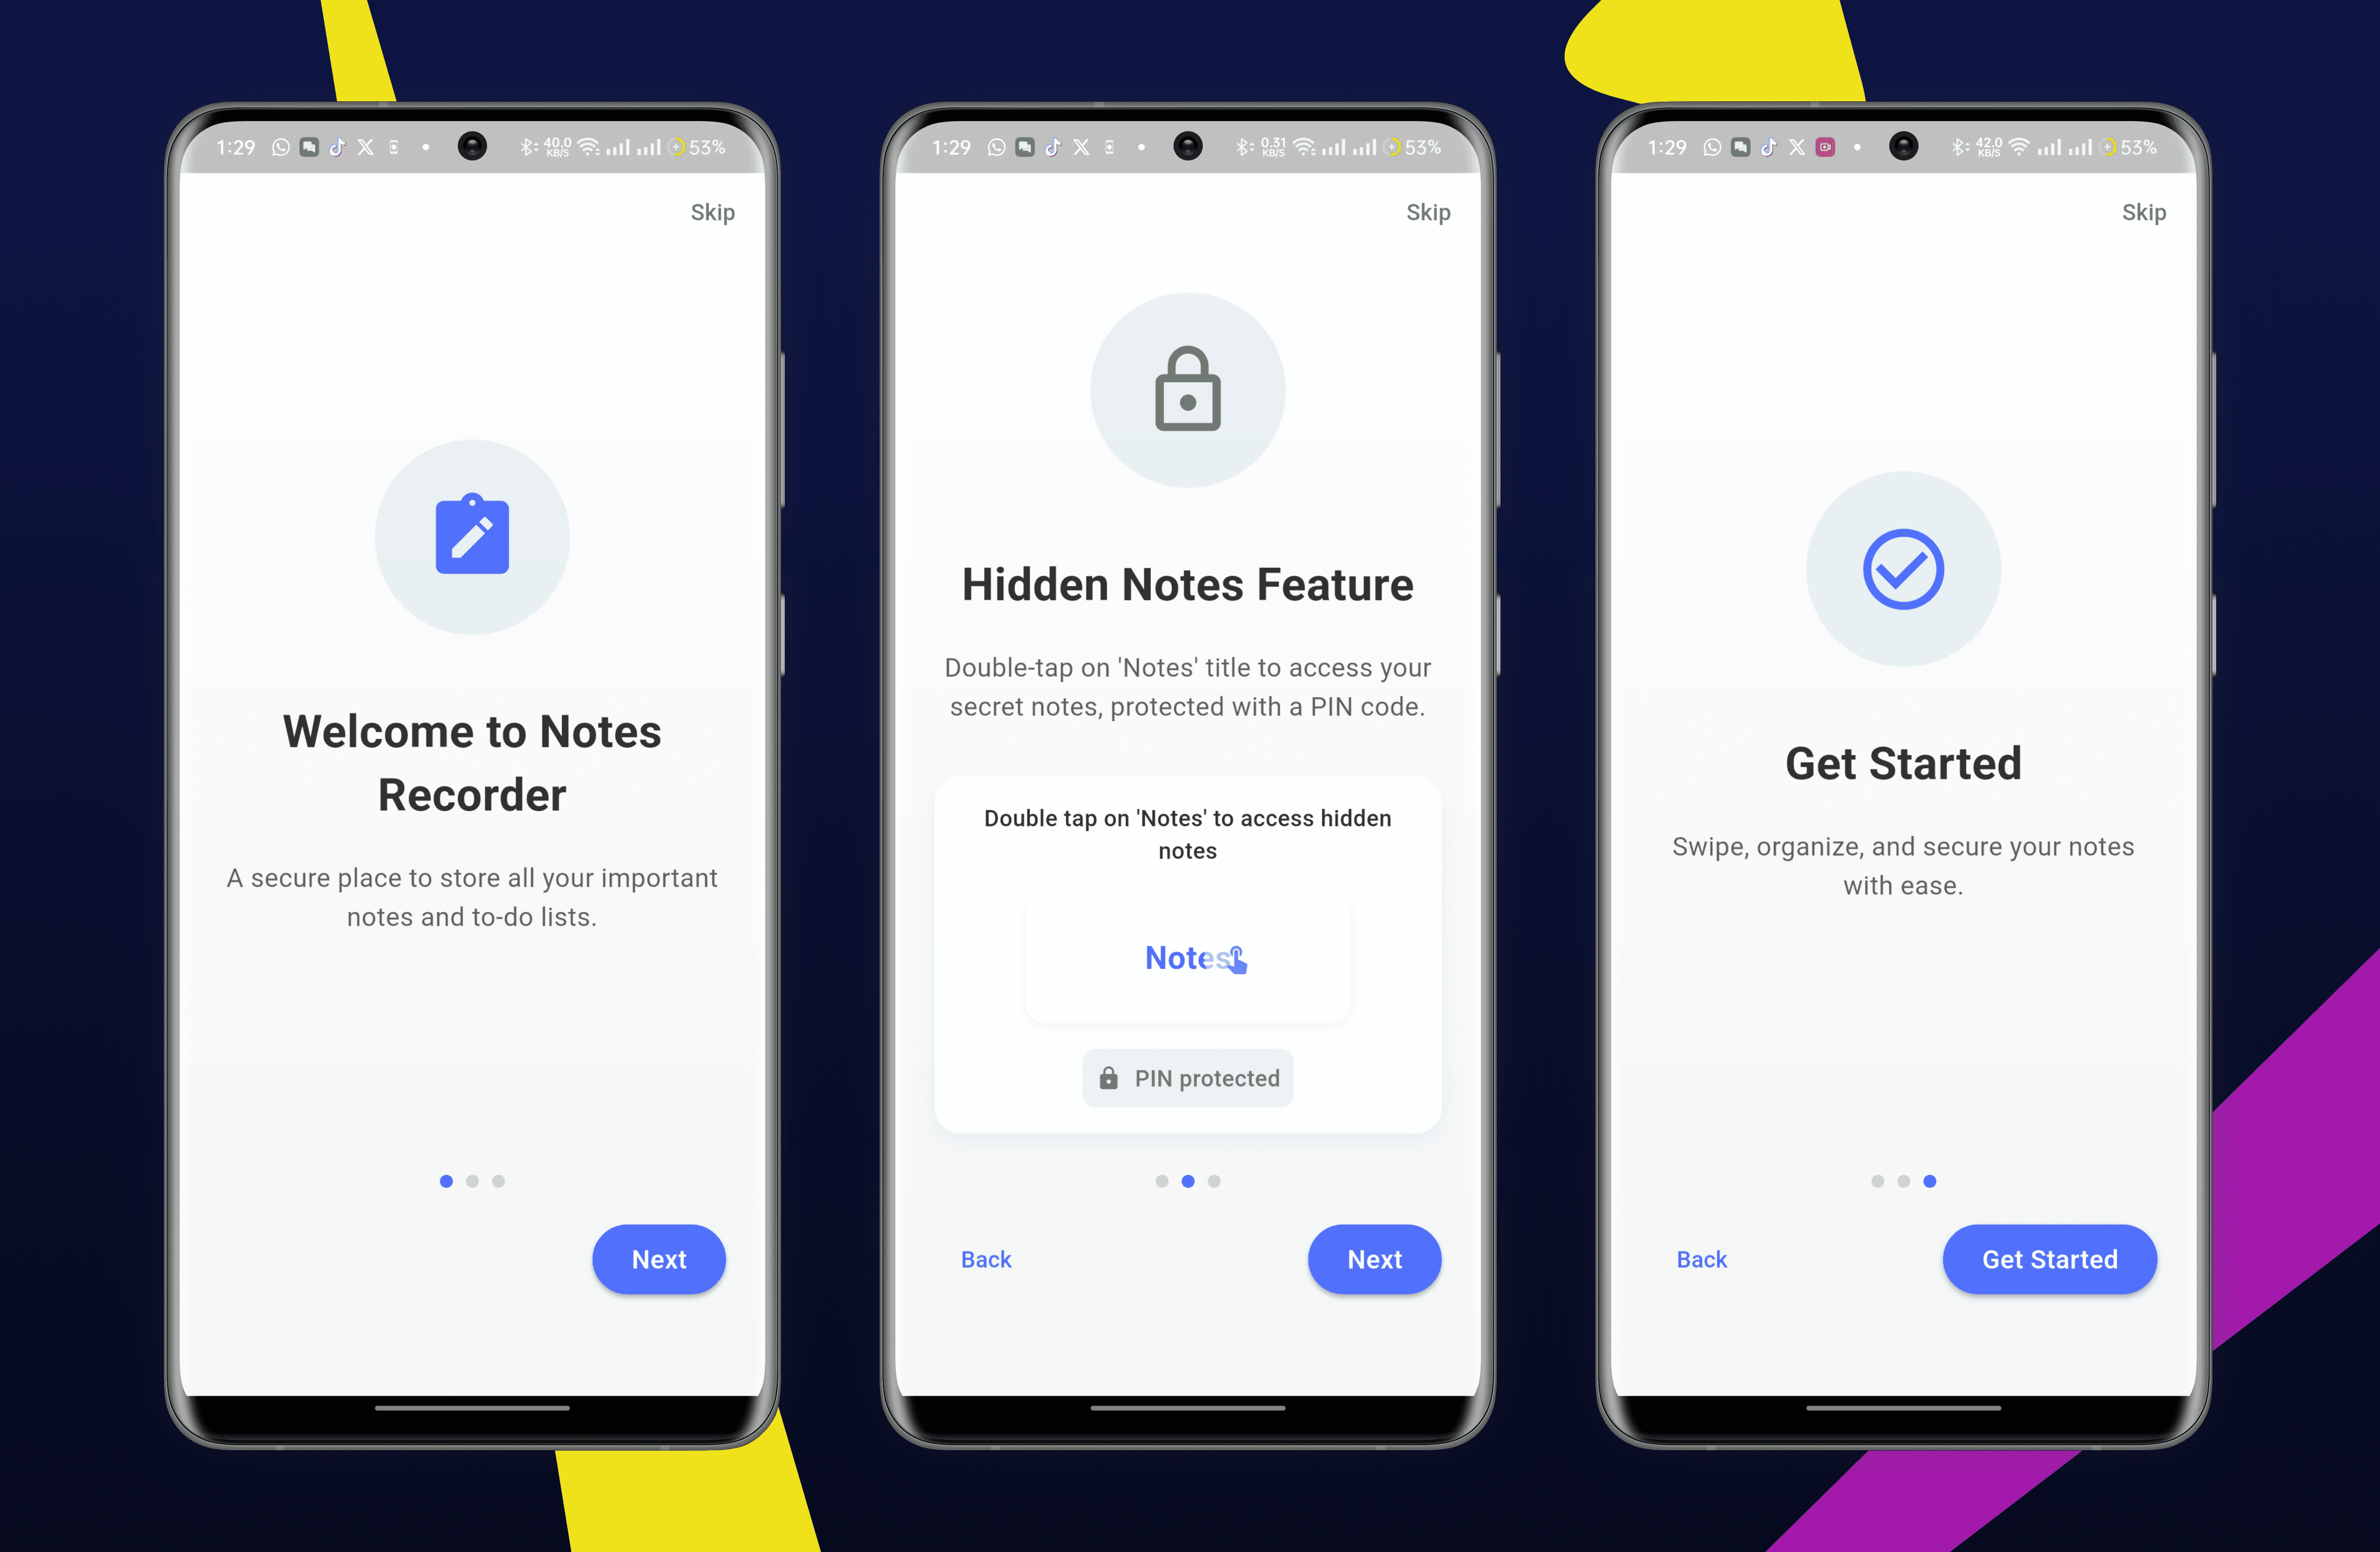 1:29
40.0
KB/S
53%
Skip
Welcome to Notes
Recorder
A secure place to store all your important
notes and to-do lists.
Next
1:29
0.31
KB/S
53%
Skip
Hidden Notes Feature
Double-tap on 'Notes' title to access your
secret notes, protected with a PIN code.
Double tap on 'Notes' to access hidden
notes
Notes
PIN protected
Back
Next
1:29
42.0
KB/S
53%
Skip
Get Started
Swipe, organize, and secure your notes
with ease.
Back
Get Started